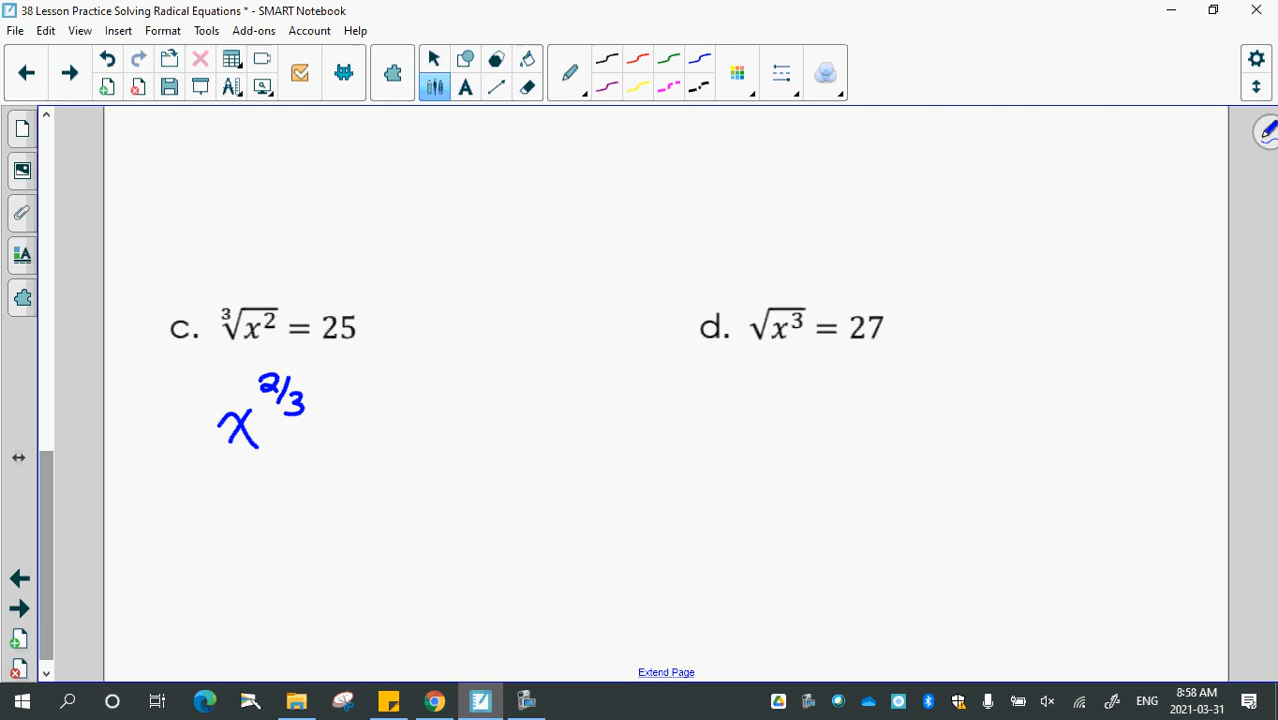 38 Lesson Practice Solving Radical Equations * - SMART Notebook
File Edit View Insert Format Tools Add-ons Account Help
c. ∛x² = 25
d. √x³ = 27
x^2/3
Extend Page
ENG
8:58 AM
2021-03-31